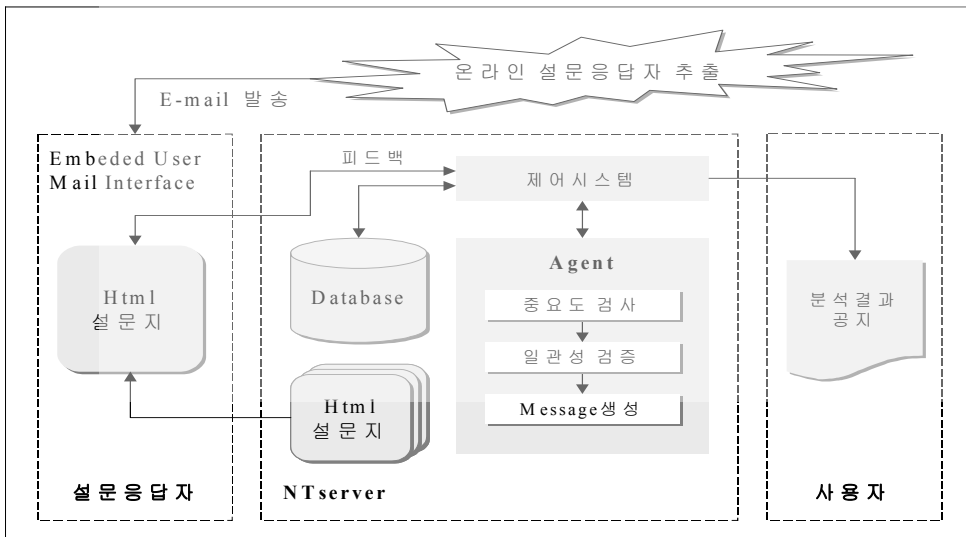 온라인 설문응답자 추출
E-mail 발송
Embeded User
Mail Interface
Html
설문지
설문응답자
피드백
제어시스템
Database
Agent
중요도 검사
일관성 검증
Message생성
Html
설문지
NTserver
분석결과
공지
사용자